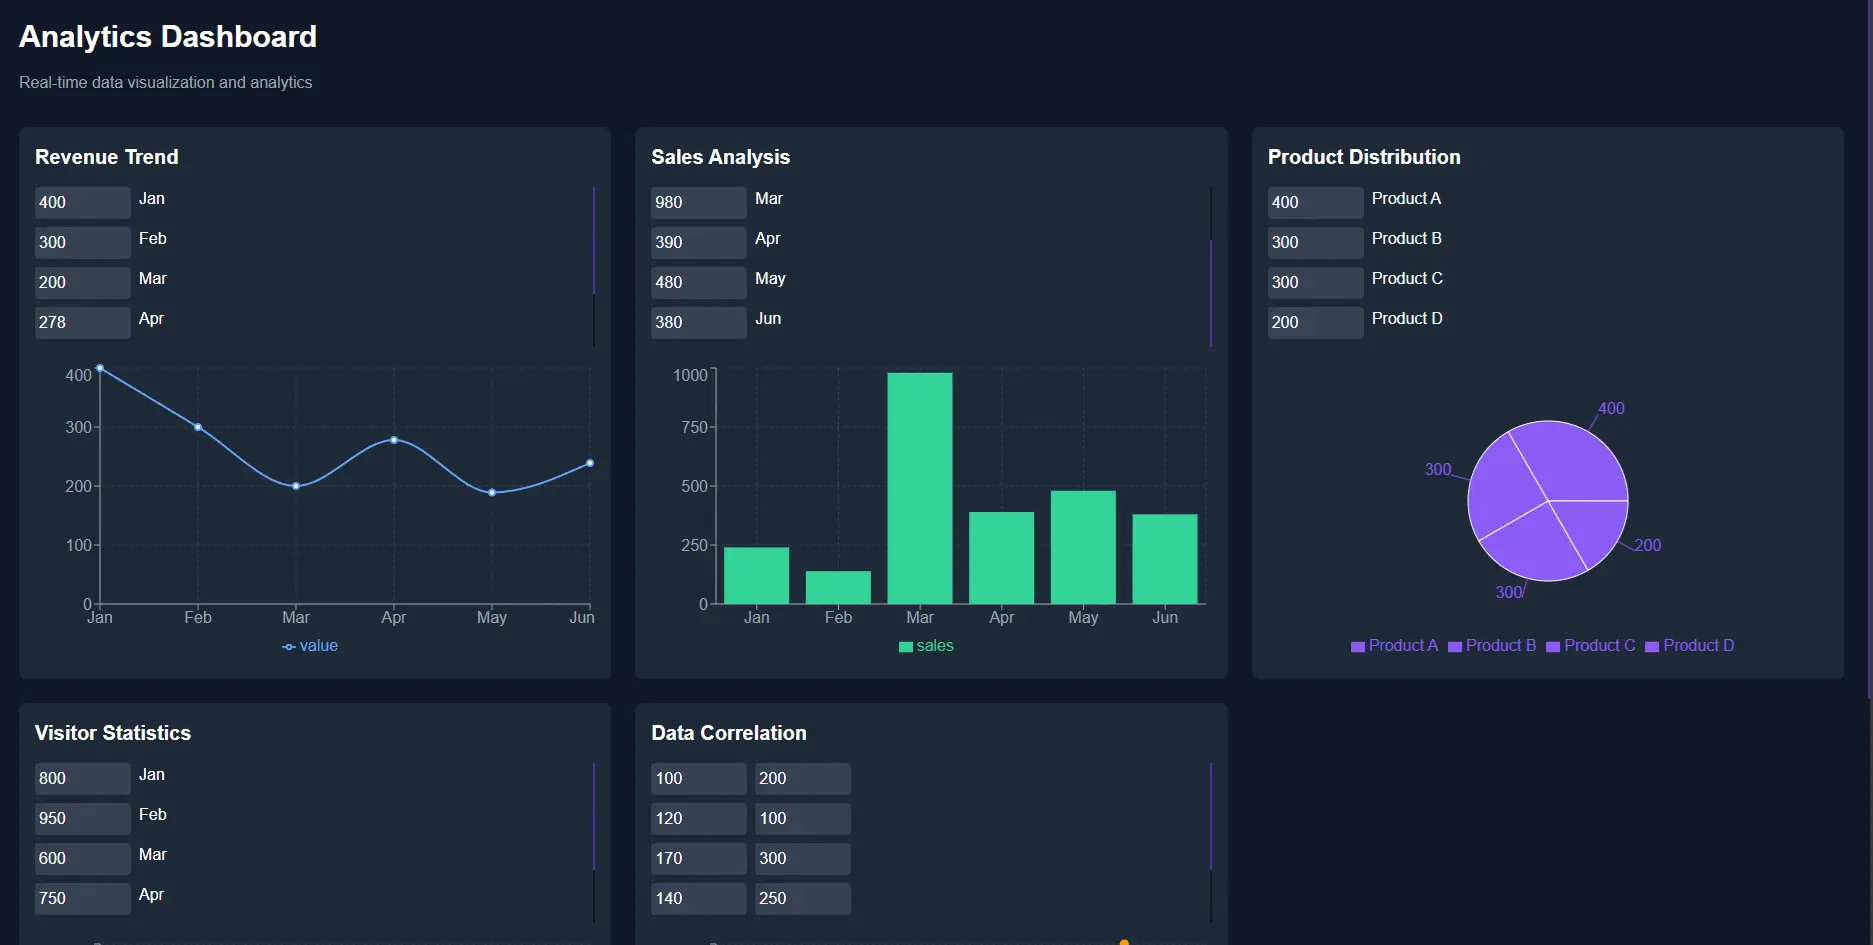 Analytics Dashboard
Real-time data visualization and analytics
Revenue Trend
400 Jan
300 Feb
200 Mar
278 Apr
400
300
200
100
0
Jan Feb Mar Apr May Jun
value
Sales Analysis
980 Mar
390 Apr
480 May
380 Jun
1000
750
500
250
0
Jan Feb Mar Apr May Jun
sales
Product Distribution
400 Product A
300 Product B
300 Product C
200 Product D
400
300
200
300
Product A Product B Product C Product D
Visitor Statistics
800 Jan
950 Feb
600 Mar
750 Apr
Data Correlation
100 200
120 100
170 300
140 250